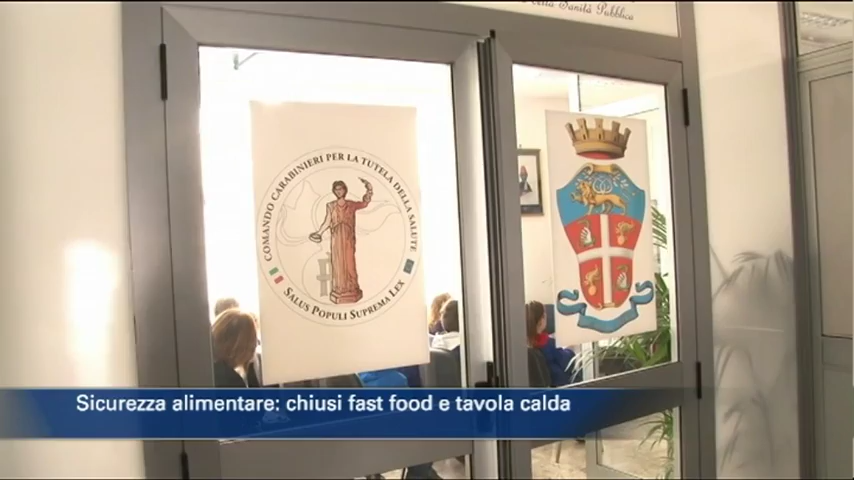 della Sanità Pubblica
COMANDO CARABINIERI PER LA TUTELA DELLA SALUTE
SALUS POPULI SUPREMA LEX
Sicurezza alimentare: chiusi fast food e tavola calda